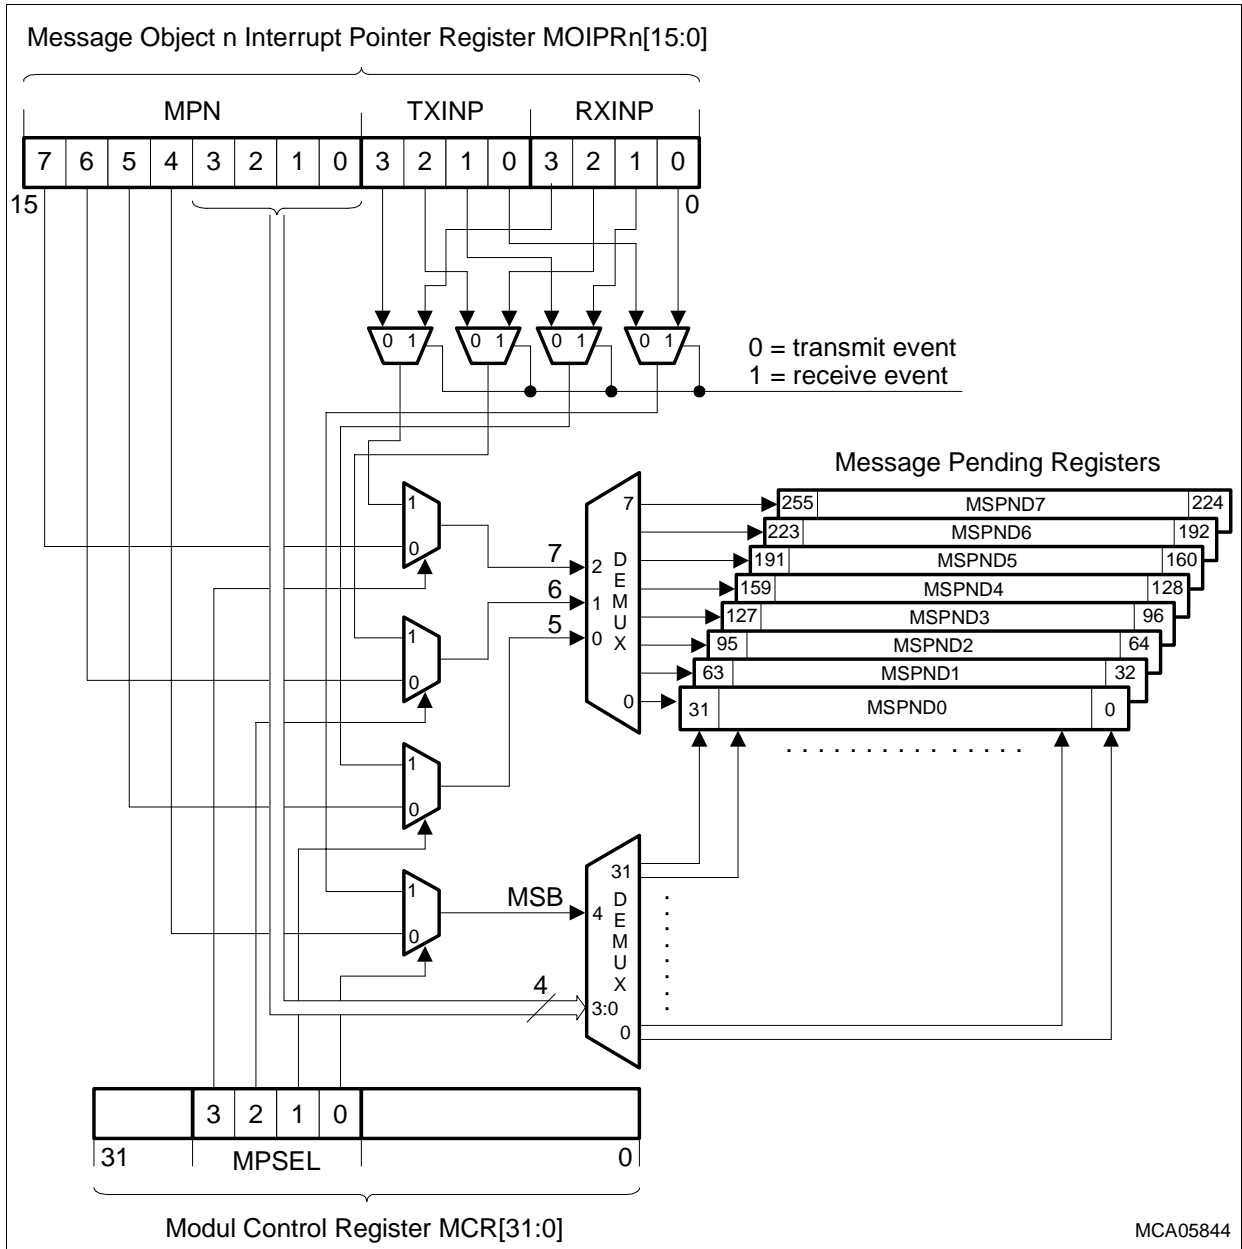 Message Object n Interrupt Pointer Register MOIPRn[15:0]
MPN TXINP RXINP
7 6 5 4 3 2 1 0 3 2 1 0 3 2 1 0
15 0
0 1 0 1 0 1 0 1
0 = transmit event
1 = receive event
Message Pending Registers
255 MSPND7 224
223 MSPND6 192
191 MSPND5 160
159 MSPND4 128
127 MSPND3 96
95 MSPND2 64
63 MSPND1 32
31 MSPND0 0
1
0
7
6
5
1
0
1
0
7
2
1
0
DEMUX
0
. . . . . . . . . . . . . . .
1
0
MSB
4
31
4
DEMUX
3:0
0
3 2 1 0
31 MPSEL 0
Modul Control Register MCR[31:0]
MCA05844